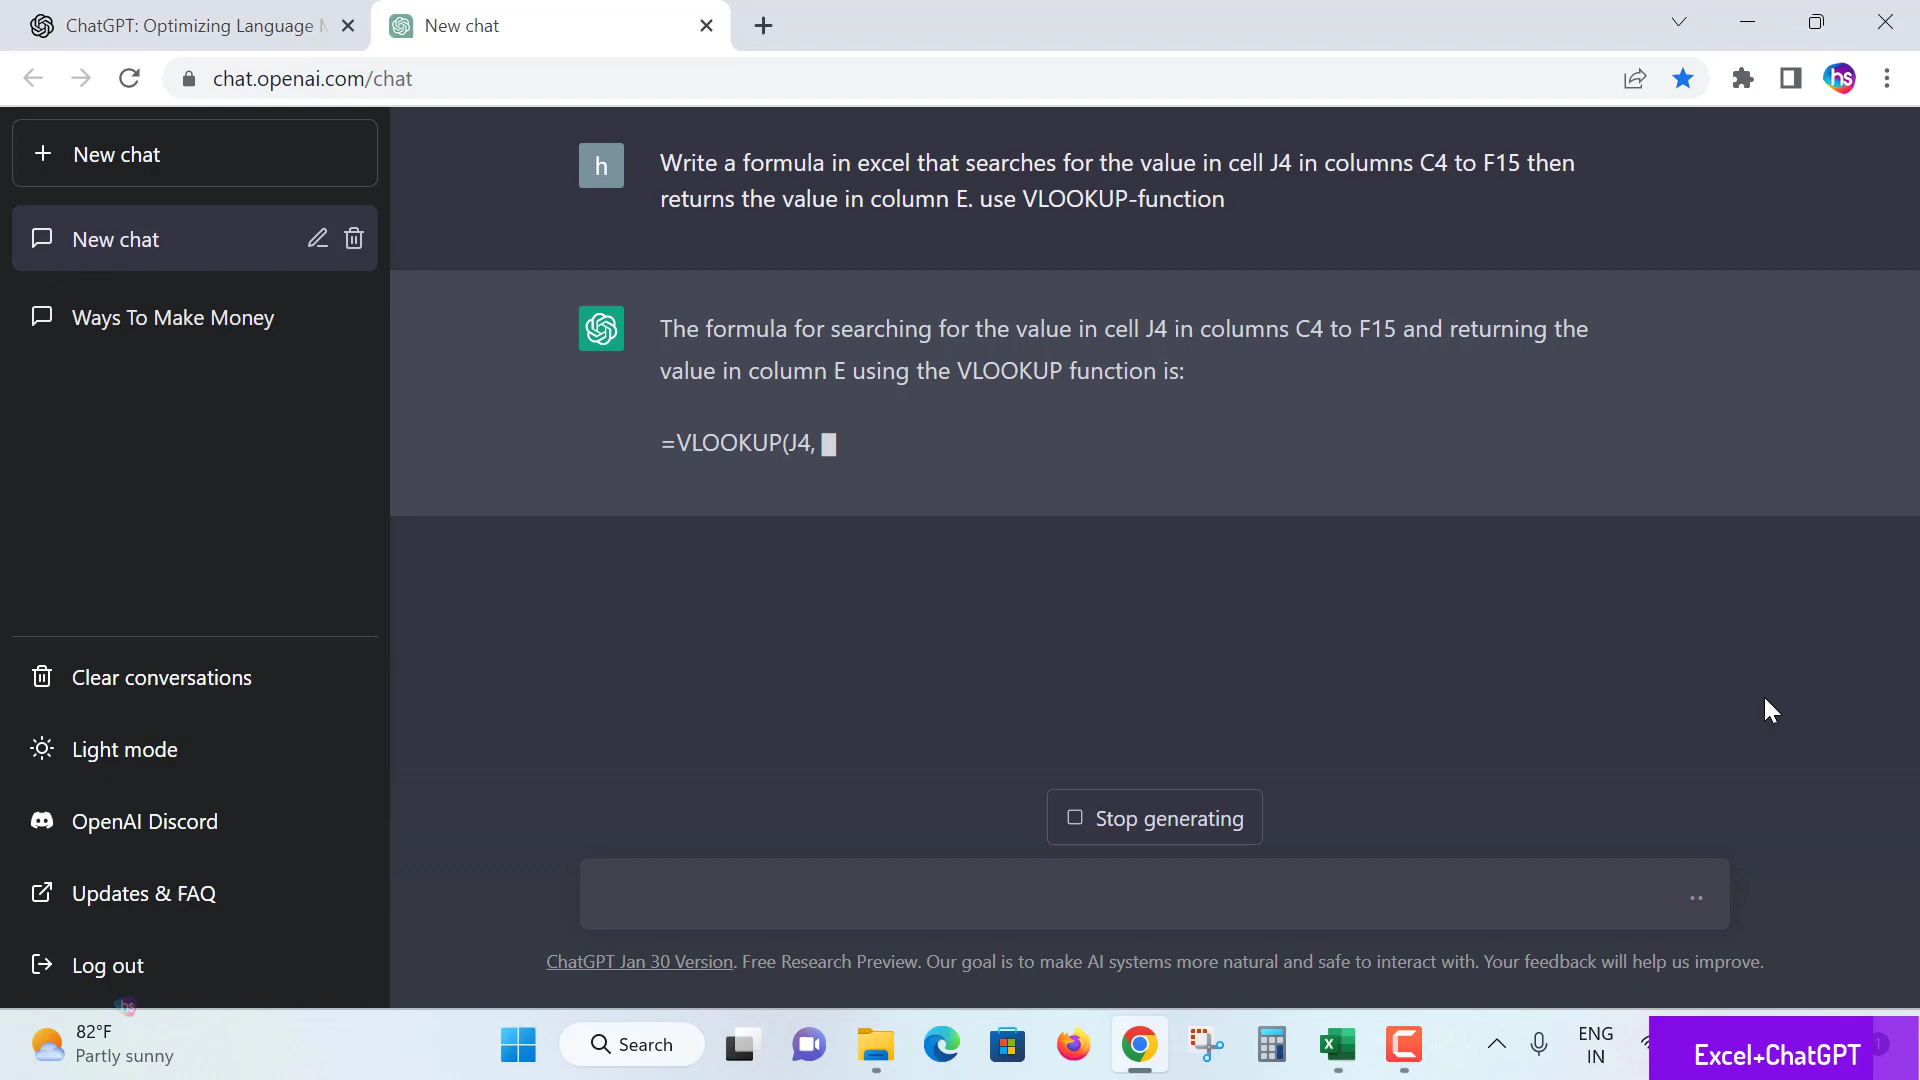 ChatGPT: Optimizing Language
New chat
chat.openai.com/chat
hs
New chat
New chat
Ways To Make Money
Clear conversations
Light mode
OpenAI Discord
Updates & FAQ
Log out
h
Write a formula in excel that searches for the value in cell J4 in columns C4 to F15 then
returns the value in column E. use VLOOKUP-function
The formula for searching for the value in cell J4 in columns C4 to F15 and returning the
value in column E using the VLOOKUP function is:
=VLOOKUP(J4,
Stop generating
ChatGPT Jan 30 Version. Free Research Preview. Our goal is to make AI systems more natural and safe to interact with. Your feedback will help us improve.
hs
82°F
Partly sunny
Search
ENG
IN
Excel+ChatGPT
1